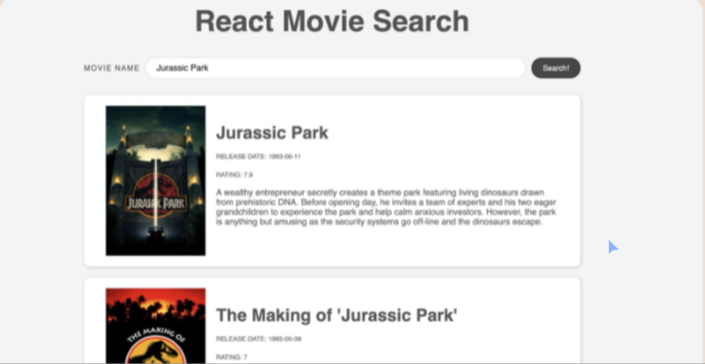 React Movie Search
MOVIE NAME
Jurassic Park
Search!
JURASSIC PARK
Jurassic Park
RELEASE DATE: 1993-06-11
RATING: 7.9
A wealthy entrepreneur secretly creates a theme park featuring living dinosaurs drawn
from prehistoric DNA. Before opening day, he invites a team of experts and his two eager
grandchildren to experience the park and help calm anxious investors. However, the park
is anything but amusing as the security systems go off-line and the dinosaurs escape.
THE MAKING OF
The Making of 'Jurassic Park'
RELEASE DATE:
RATING: 7